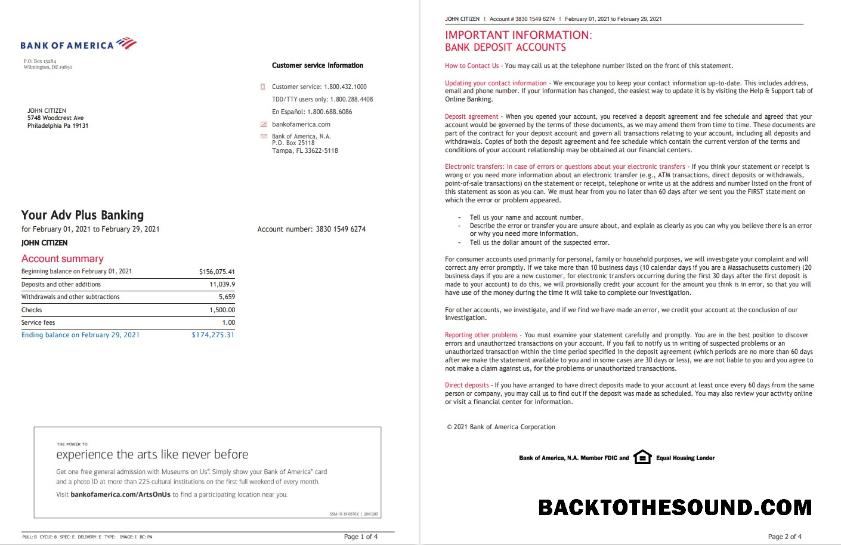 BANK OF AMERICA
P.O. Box 15284
Wilmington, DE 19850
Customer service information
Customer service: 1.800.432.1000
TDD/TTY users only: 1.800.288.4408
En Español: 1.800.688.6086
bankofamerica.com
Bank of America, N.A.
P.O. Box 25118
Tampa, FL 33622-5118
JOHN CITIZEN
5748 Woodcrest Ave
Philadelphia Pa 19131
Your Adv Plus Banking
for February 01, 2021 to February 29, 2021
Account number: 3830 1549 6274
JOHN CITIZEN
Account summary
Beginning balance on February 01, 2021 $156,075.41
Deposits and other additions 11,039.9
Withdrawals and other subtractions 5,659
Checks 1,500.00
Service fees 1.00
Ending balance on February 29, 2021 $174,275.31
THE POWER TO
experience the arts like never before
Get one free general admission with Museums on Us®. Simply show your Bank of America® card
and a photo ID at more than 225 cultural institutions on the first full weekend of every month.
Visit bankofamerica.com/ArtsOnUs to find a participating location near you.
PULL: D CYCLE: 8 SPEC: E DELIVERY: E TYPE: IMAGE: I BC: PA
Page 1 of 4
JOHN CITIZEN I Account # 3830 1549 6274 I February 01, 2021 to February 29, 2021
IMPORTANT INFORMATION:
BANK DEPOSIT ACCOUNTS
How to Contact Us - You may call us at the telephone number listed on the front of this statement.
Updating your contact information - We encourage you to keep your contact information up-to-date. This includes address,
email and phone number. If your information has changed, the easiest way to update it is by visiting the Help & Support tab of
Online Banking.
Deposit agreement - When you opened your account, you received a deposit agreement and fee schedule and agreed that your
account would be governed by the terms of these documents, as we may amend them from time to time. These documents are
part of the contract for your deposit account and govern all transactions relating to your account, including all deposits and
withdrawals. Copies of both the deposit agreement and fee schedule which contain the current version of the terms and
conditions of your account relationship may be obtained at our financial centers.
Electronic transfers: In case of errors or questions about your electronic transfers - If you think your statement or receipt is
wrong or you need more information about an electronic transfer (e.g., ATM transactions, direct deposits or withdrawals,
point-of-sale transactions) on the statement or receipt, telephone or write us at the address and number listed on the front of
this statement as soon as you can. We must hear from you no later than 60 days after we sent you the FIRST statement on
which the error or problem appeared.
- Tell us your name and account number.
- Describe the error or transfer you are unsure about, and explain as clearly as you can why you believe there is an error
or why you need more information.
- Tell us the dollar amount of the suspected error.
For consumer accounts used primarily for personal, family or household purposes, we will investigate your complaint and will
correct any error promptly. If we take more than 10 business days (10 calendar days if you are a Massachusetts customer) (20
business days if you are a new customer, for electronic transfers occurring during the first 30 days after the first deposit is
made to your account) to do this, we will provisionally credit your account for the amount you think is in error, so that you will
have use of the money during the time it will take to complete our investigation.
For other accounts, we investigate, and if we find we have made an error, we credit your account at the conclusion of our
investigation.
Reporting other problems - You must examine your statement carefully and promptly. You are in the best position to discover
errors and unauthorized transactions on your account. If you fail to notify us in writing of suspected problems or an
unauthorized transaction within the time period specified in the deposit agreement (which periods are no more than 60 days
after we make the statement available to you and in some cases are 30 days or less), we are not liable to you and you agree to
not make a claim against us, for the problems or unauthorized transactions.
Direct deposits - If you have arranged to have direct deposits made to your account at least once every 60 days from the same
person or company, you may call us to find out if the deposit was made as scheduled. You may also review your activity online
or visit a financial center for information.
© 2021 Bank of America Corporation
Bank of America, N.A. Member FDIC and Equal Housing Lender
BACKTOTHESOUND.COM
Page 2 of 4